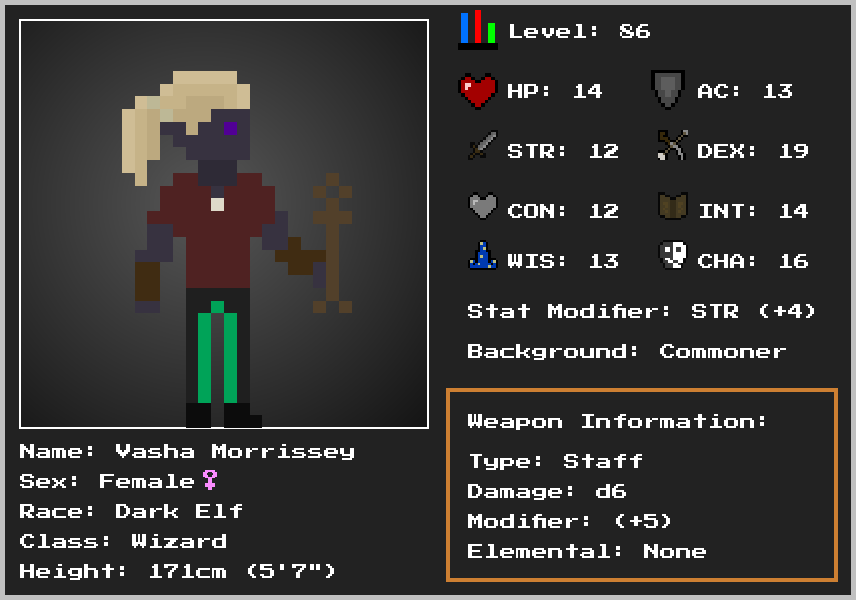 Level: 86
HP: 14
AC: 13
STR: 12
DEX: 19
CON: 12
INT: 14
WIS: 13
CHA: 16
Stat Modifier: STR (+4)
Background: Commoner
Weapon Information:
Type: Staff
Damage: d6
Modifier: (+5)
Elemental: None
Name: Vasha Morrissey
Sex: Female♀
Race: Dark Elf
Class: Wizard
Height: 171cm (5'7")